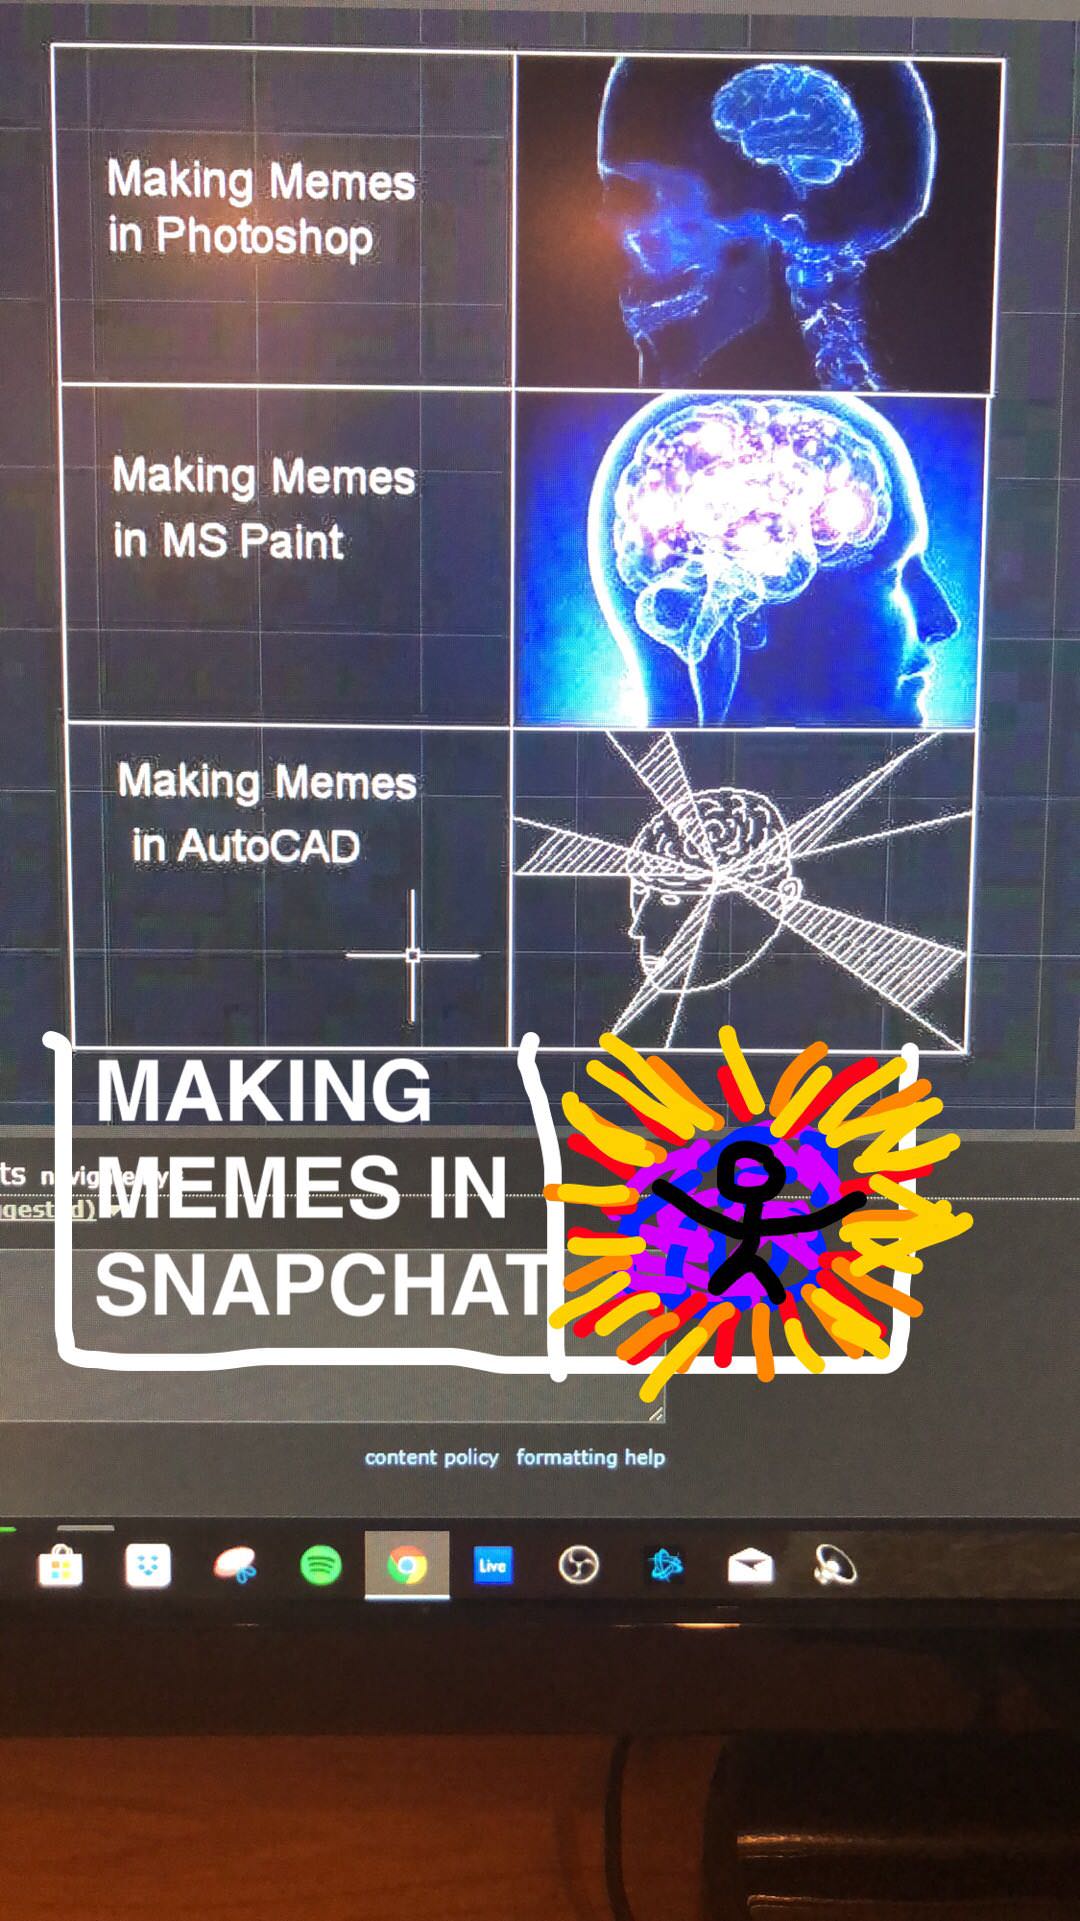 Making Memes
in Photoshop
Making Memes
in MS Paint
Making Memes
in AutoCAD
MAKING
MEMES IN
SNAPCHAT
ts
content policy formatting help
Live